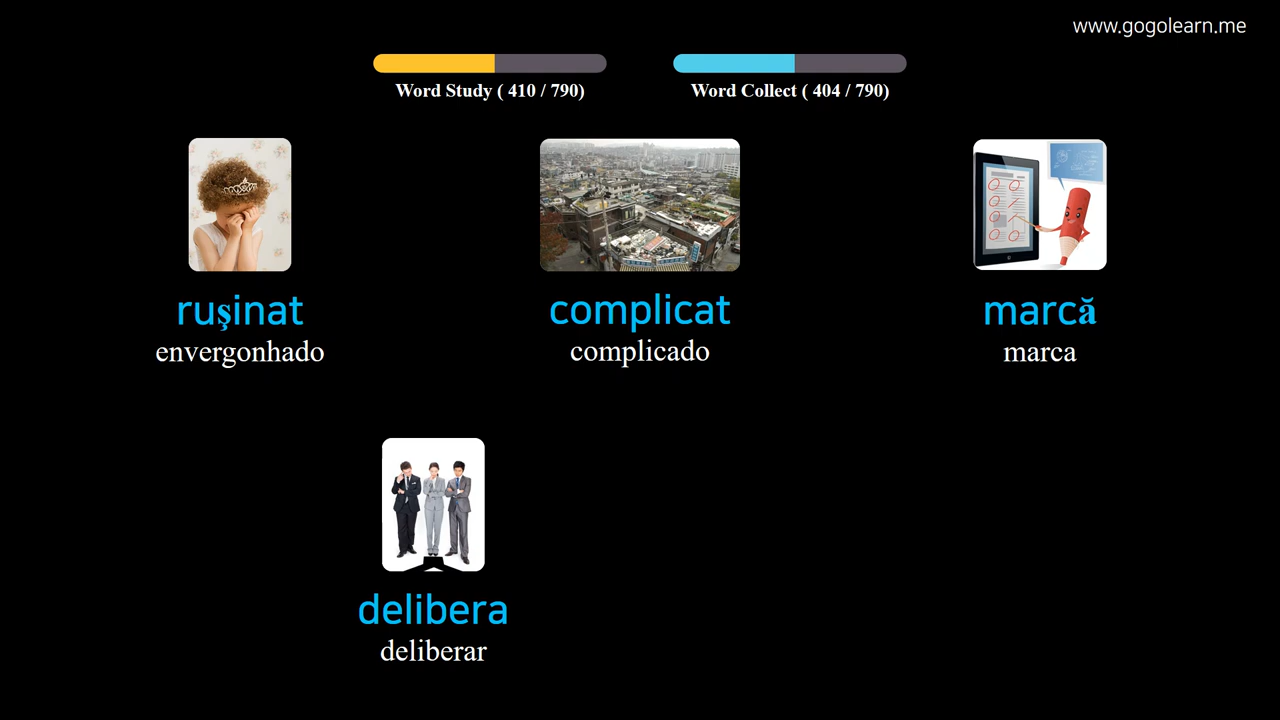 www.gogolearn.me
Word Study ( 410 / 790)
Word Collect ( 404 / 790)
ruşinat
envergonhado
complicat
complicado
marcă
marca
delibera
deliberar